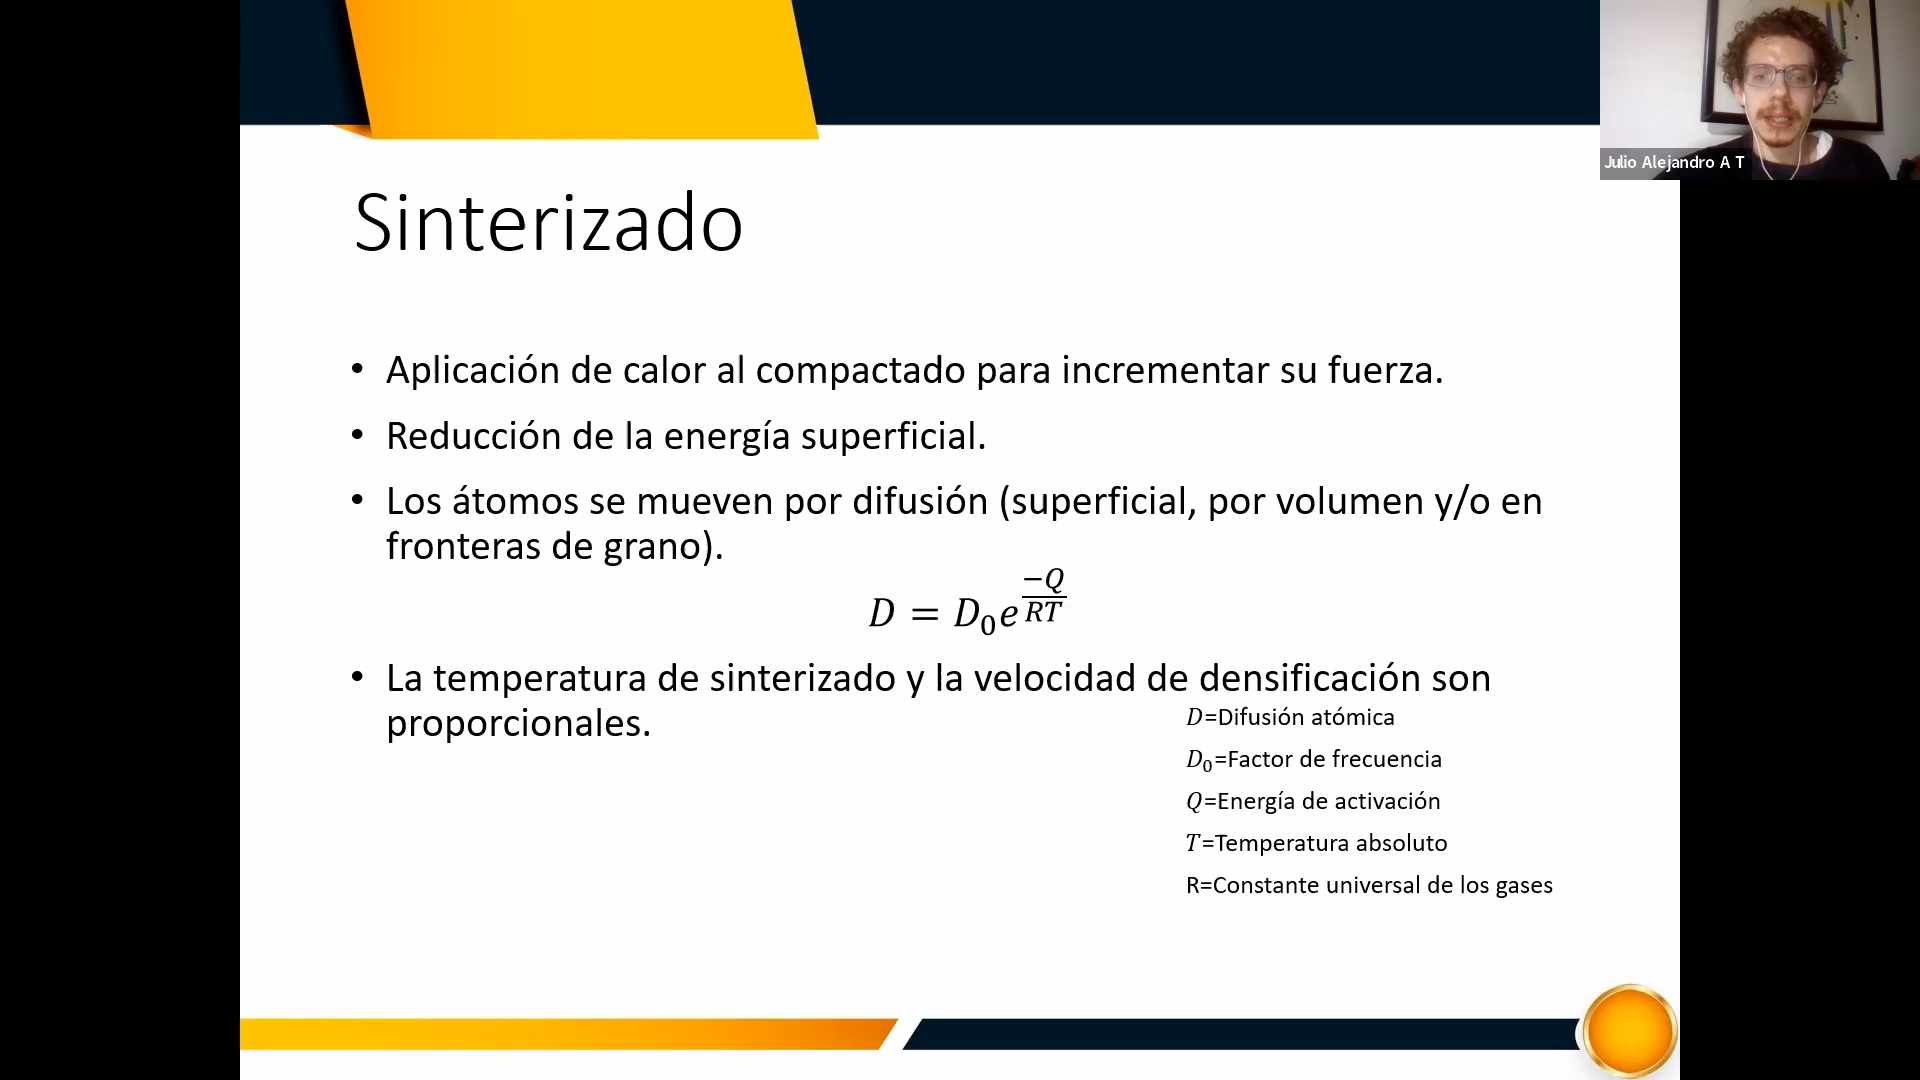 Julio Alejandro A T
Sinterizado
• Aplicación de calor al compactado para incrementar su fuerza.
• Reducción de la energía superficial.
• Los átomos se mueven por difusión (superficial, por volumen y/o en
fronteras de grano).
D = D₀e^(−Q/RT)
• La temperatura de sinterizado y la velocidad de densificación son
proporcionales.
D=Difusión atómica
D₀=Factor de frecuencia
Q=Energía de activación
T=Temperatura absoluto
R=Constante universal de los gases